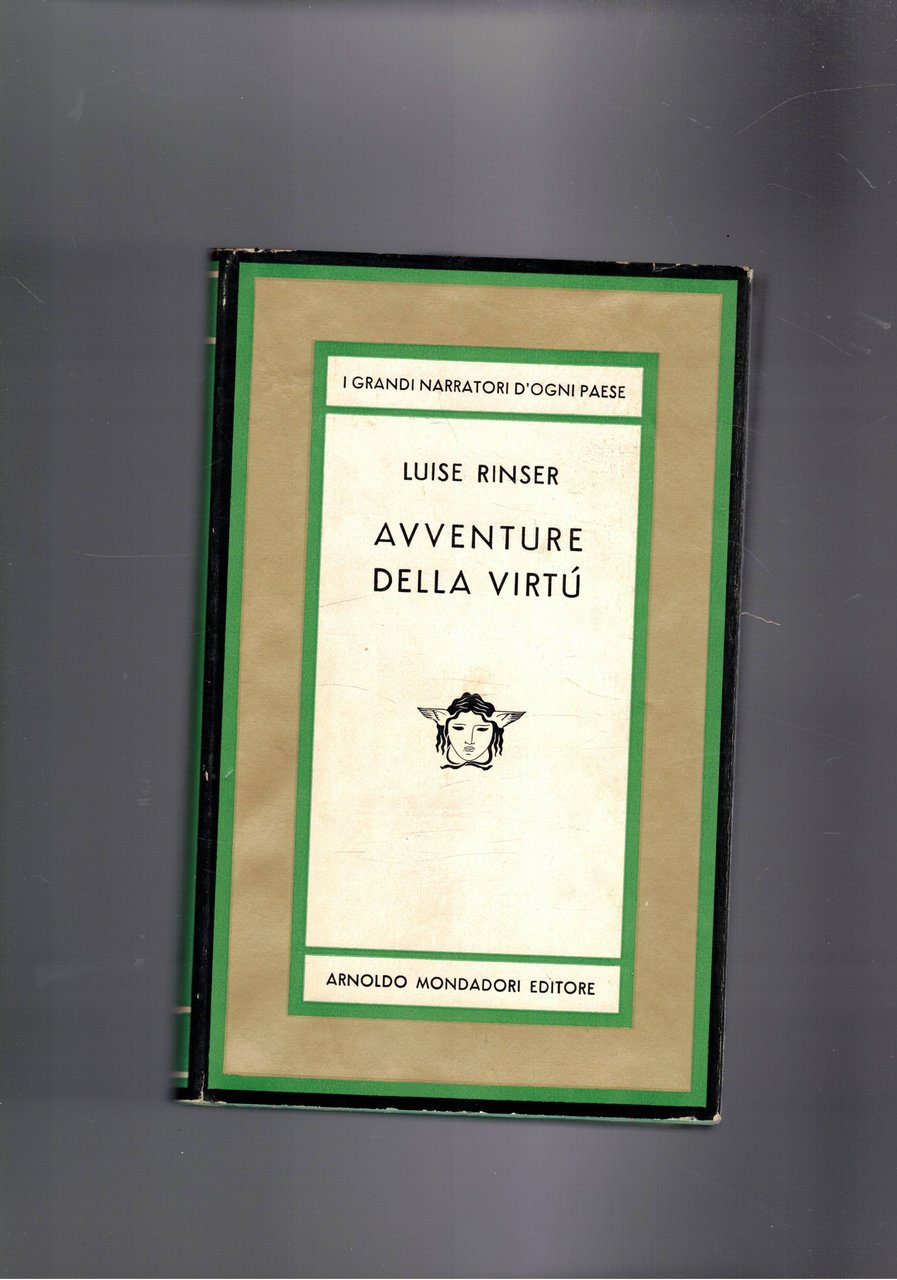 I GRANDI NARRATORI D'OGNI PAESE
LUISE RINSER
AVVENTURE
DELLA VIRTÚ
ARNOLDO MONDADORI EDITORE